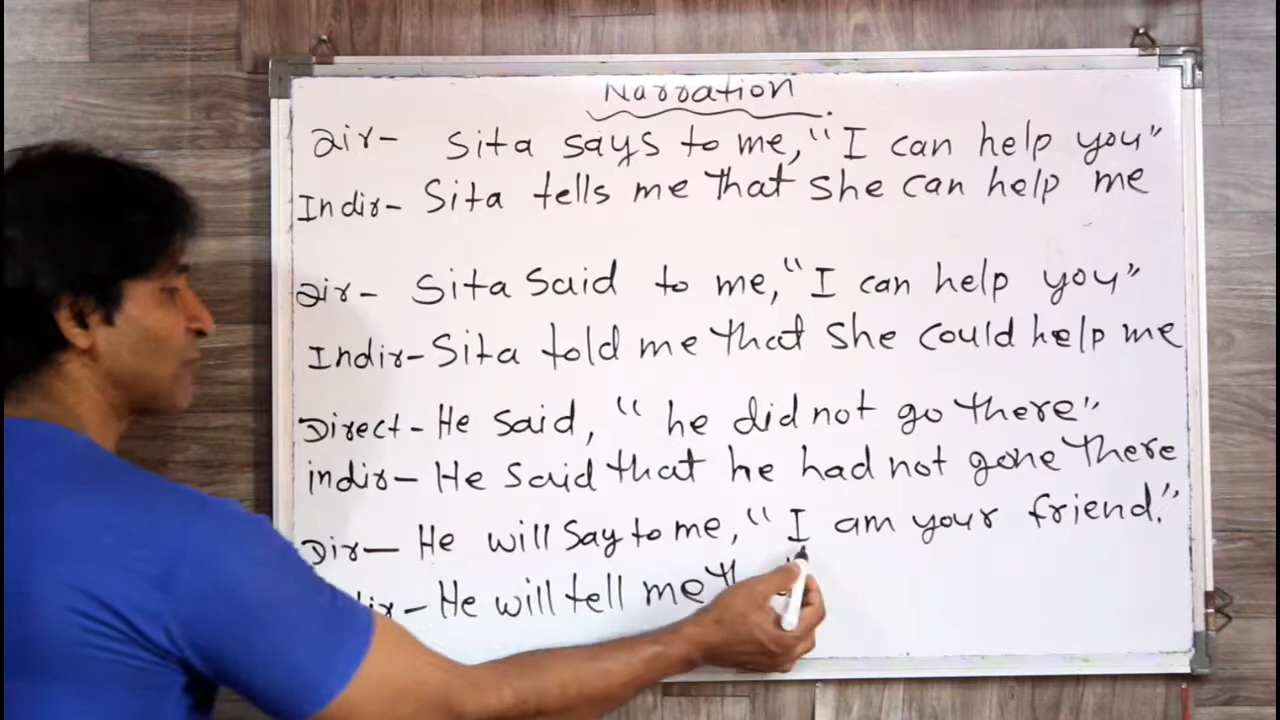 Narration
Dir- Sita says to me, "I can help you"
Indir- Sita tells me that she can help me
Dir- Sita said to me, "I can help you"
Indir- Sita told me that she could help me
Direct- He said, "he did not go there"
indir- He said that he had not gone there
Dir- He will say to me, "I am your friend."
He will tell me